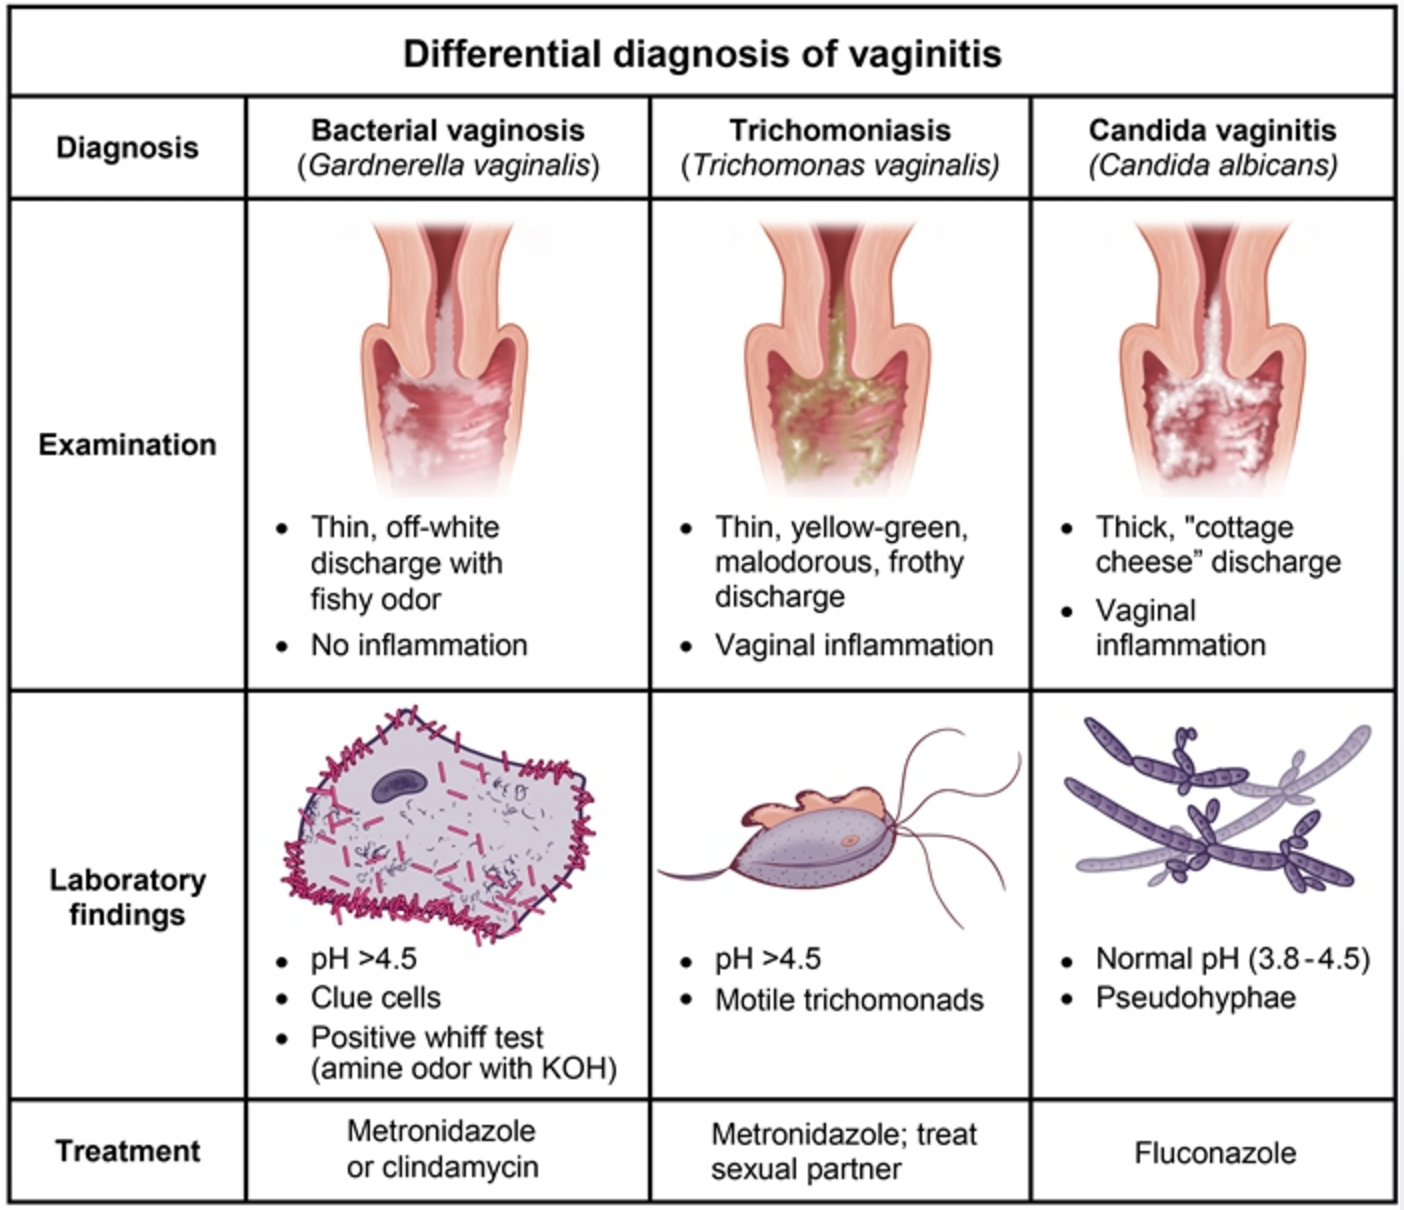 Differential diagnosis of vaginitis
Diagnosis
Bacterial vaginosis
(Gardnerella vaginalis)
Trichomoniasis
(Trichomonas vaginalis)
Candida vaginitis
(Candida albicans)
Examination
• Thin, off-white
discharge with
fishy odor
• No inflammation
• Thin, yellow-green,
malodorous, frothy
discharge
• Vaginal inflammation
• Thick, "cottage
cheese” discharge
• Vaginal
inflammation
Laboratory
findings
• pH >4.5
• Clue cells
• Positive whiff test
(amine odor with KOH)
• pH >4.5
• Motile trichomonads
• Normal pH (3.8-4.5)
• Pseudohyphae
Treatment
Metronidazole
or clindamycin
Metronidazole; treat
sexual partner
Fluconazole